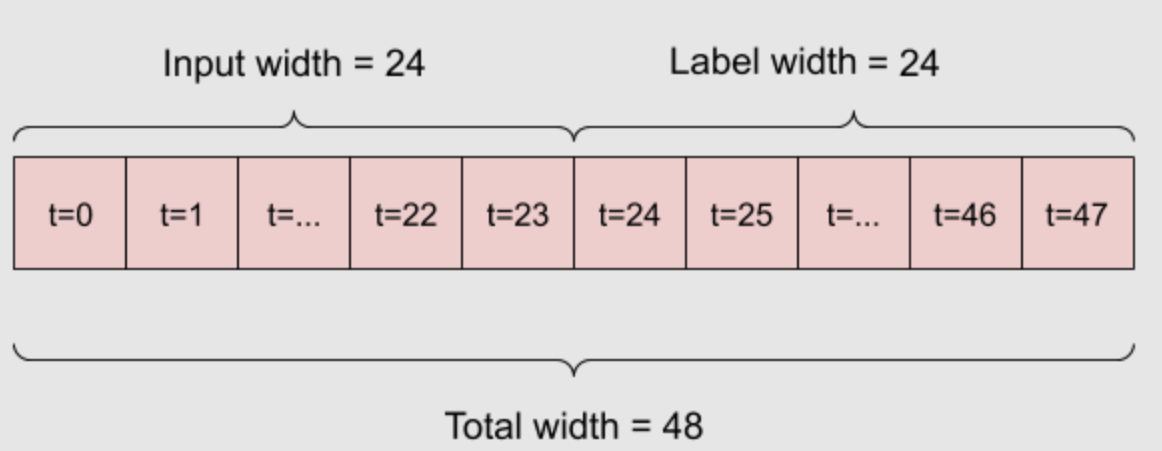 Input width = 24 Label width = 24
t=0 t=1 t=... t=22 t=23 t=24 t=25 t=... t=46 t=47
Total width = 48